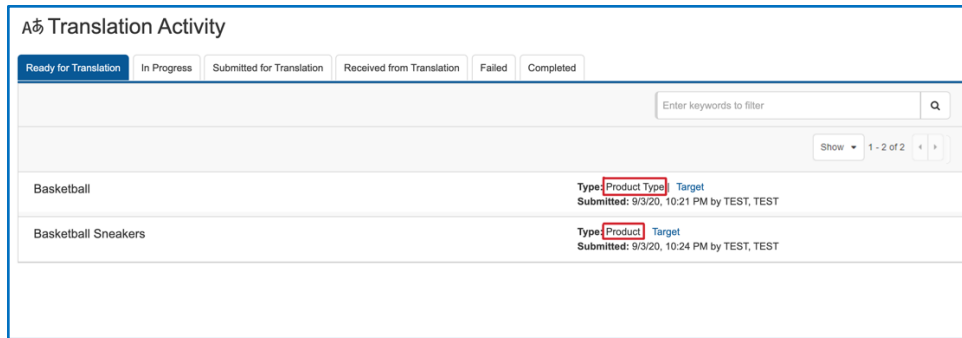 Aあ Translation Activity
Ready for Translation In Progress Submitted for Translation Received from Translation Failed Completed
Enter keywords to filter
Show 1 - 2 of 2
Basketball Type: Product Type | Target
Submitted: 9/3/20, 10:21 PM by TEST, TEST
Basketball Sneakers Type: Product Target
Submitted: 9/3/20, 10:24 PM by TEST, TEST